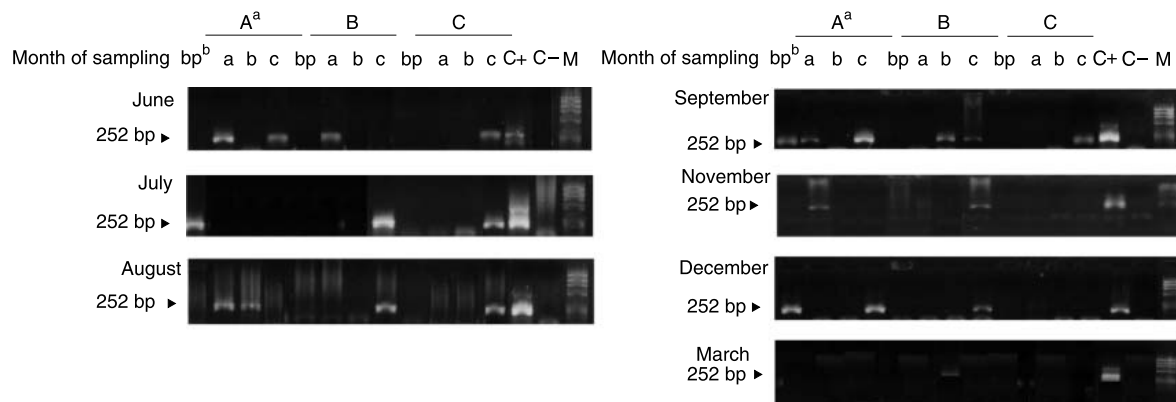 Aᵃ B C
Month of sampling bpᵇ a b c bp a b c bp a b c C+ C− M
June
252 bp ►
July
252 bp ►
August
252 bp ►
Aᵃ B C
Month of sampling bpᵇ a b c bp a b c bp a b c C+ C− M
September
252 bp ►
November
252 bp ►
December
252 bp ►
March
252 bp ►